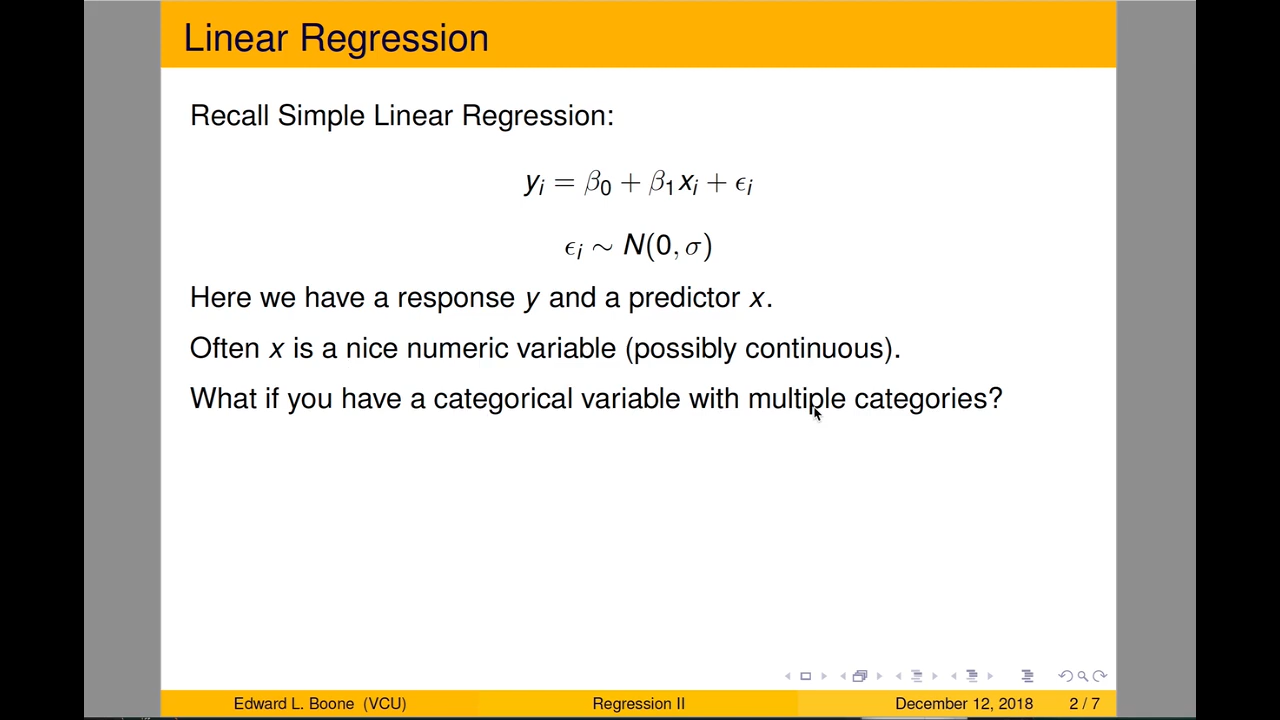 Linear Regression
Recall Simple Linear Regression:
yᵢ = β₀ + β₁xᵢ + ϵᵢ
ϵᵢ ∼ N(0, σ)
Here we have a response y and a predictor x.
Often x is a nice numeric variable (possibly continuous).
What if you have a categorical variable with multiple categories?
Edward L. Boone (VCU) Regression II December 12, 2018 2 / 7